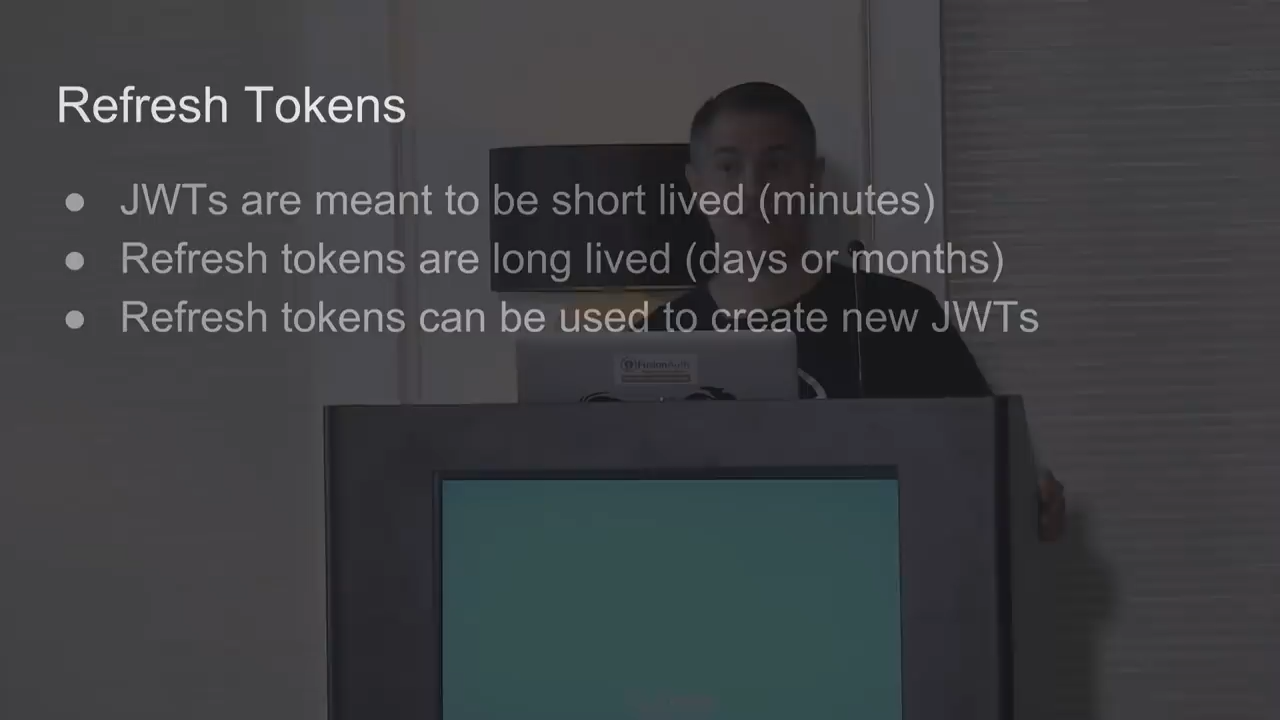 Refresh Tokens
● JWTs are meant to be short lived (minutes)
● Refresh tokens are long lived (days or months)
● Refresh tokens can be used to create new JWTs
FusionAuth